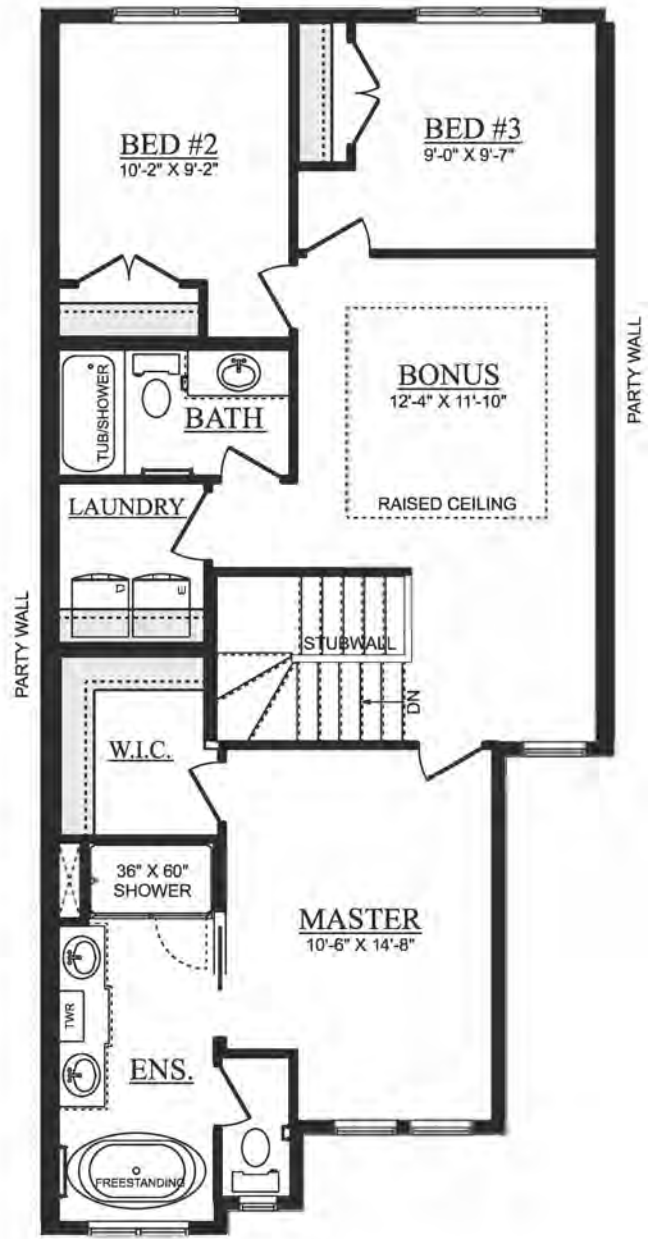 BED #2
10'-2" X 9'-2"
BED #3
9'-0" X 9'-7"
BONUS
12'-4" X 11'-10"
RAISED CEILING
PARTY WALL
TUB/SHOWER
BATH
LAUNDRY
D
E
PARTY WALL
STUBWALL
DN
W.I.C.
36" X 60"
SHOWER
MASTER
10'-6" X 14'-8"
TWR
ENS.
FREESTANDING